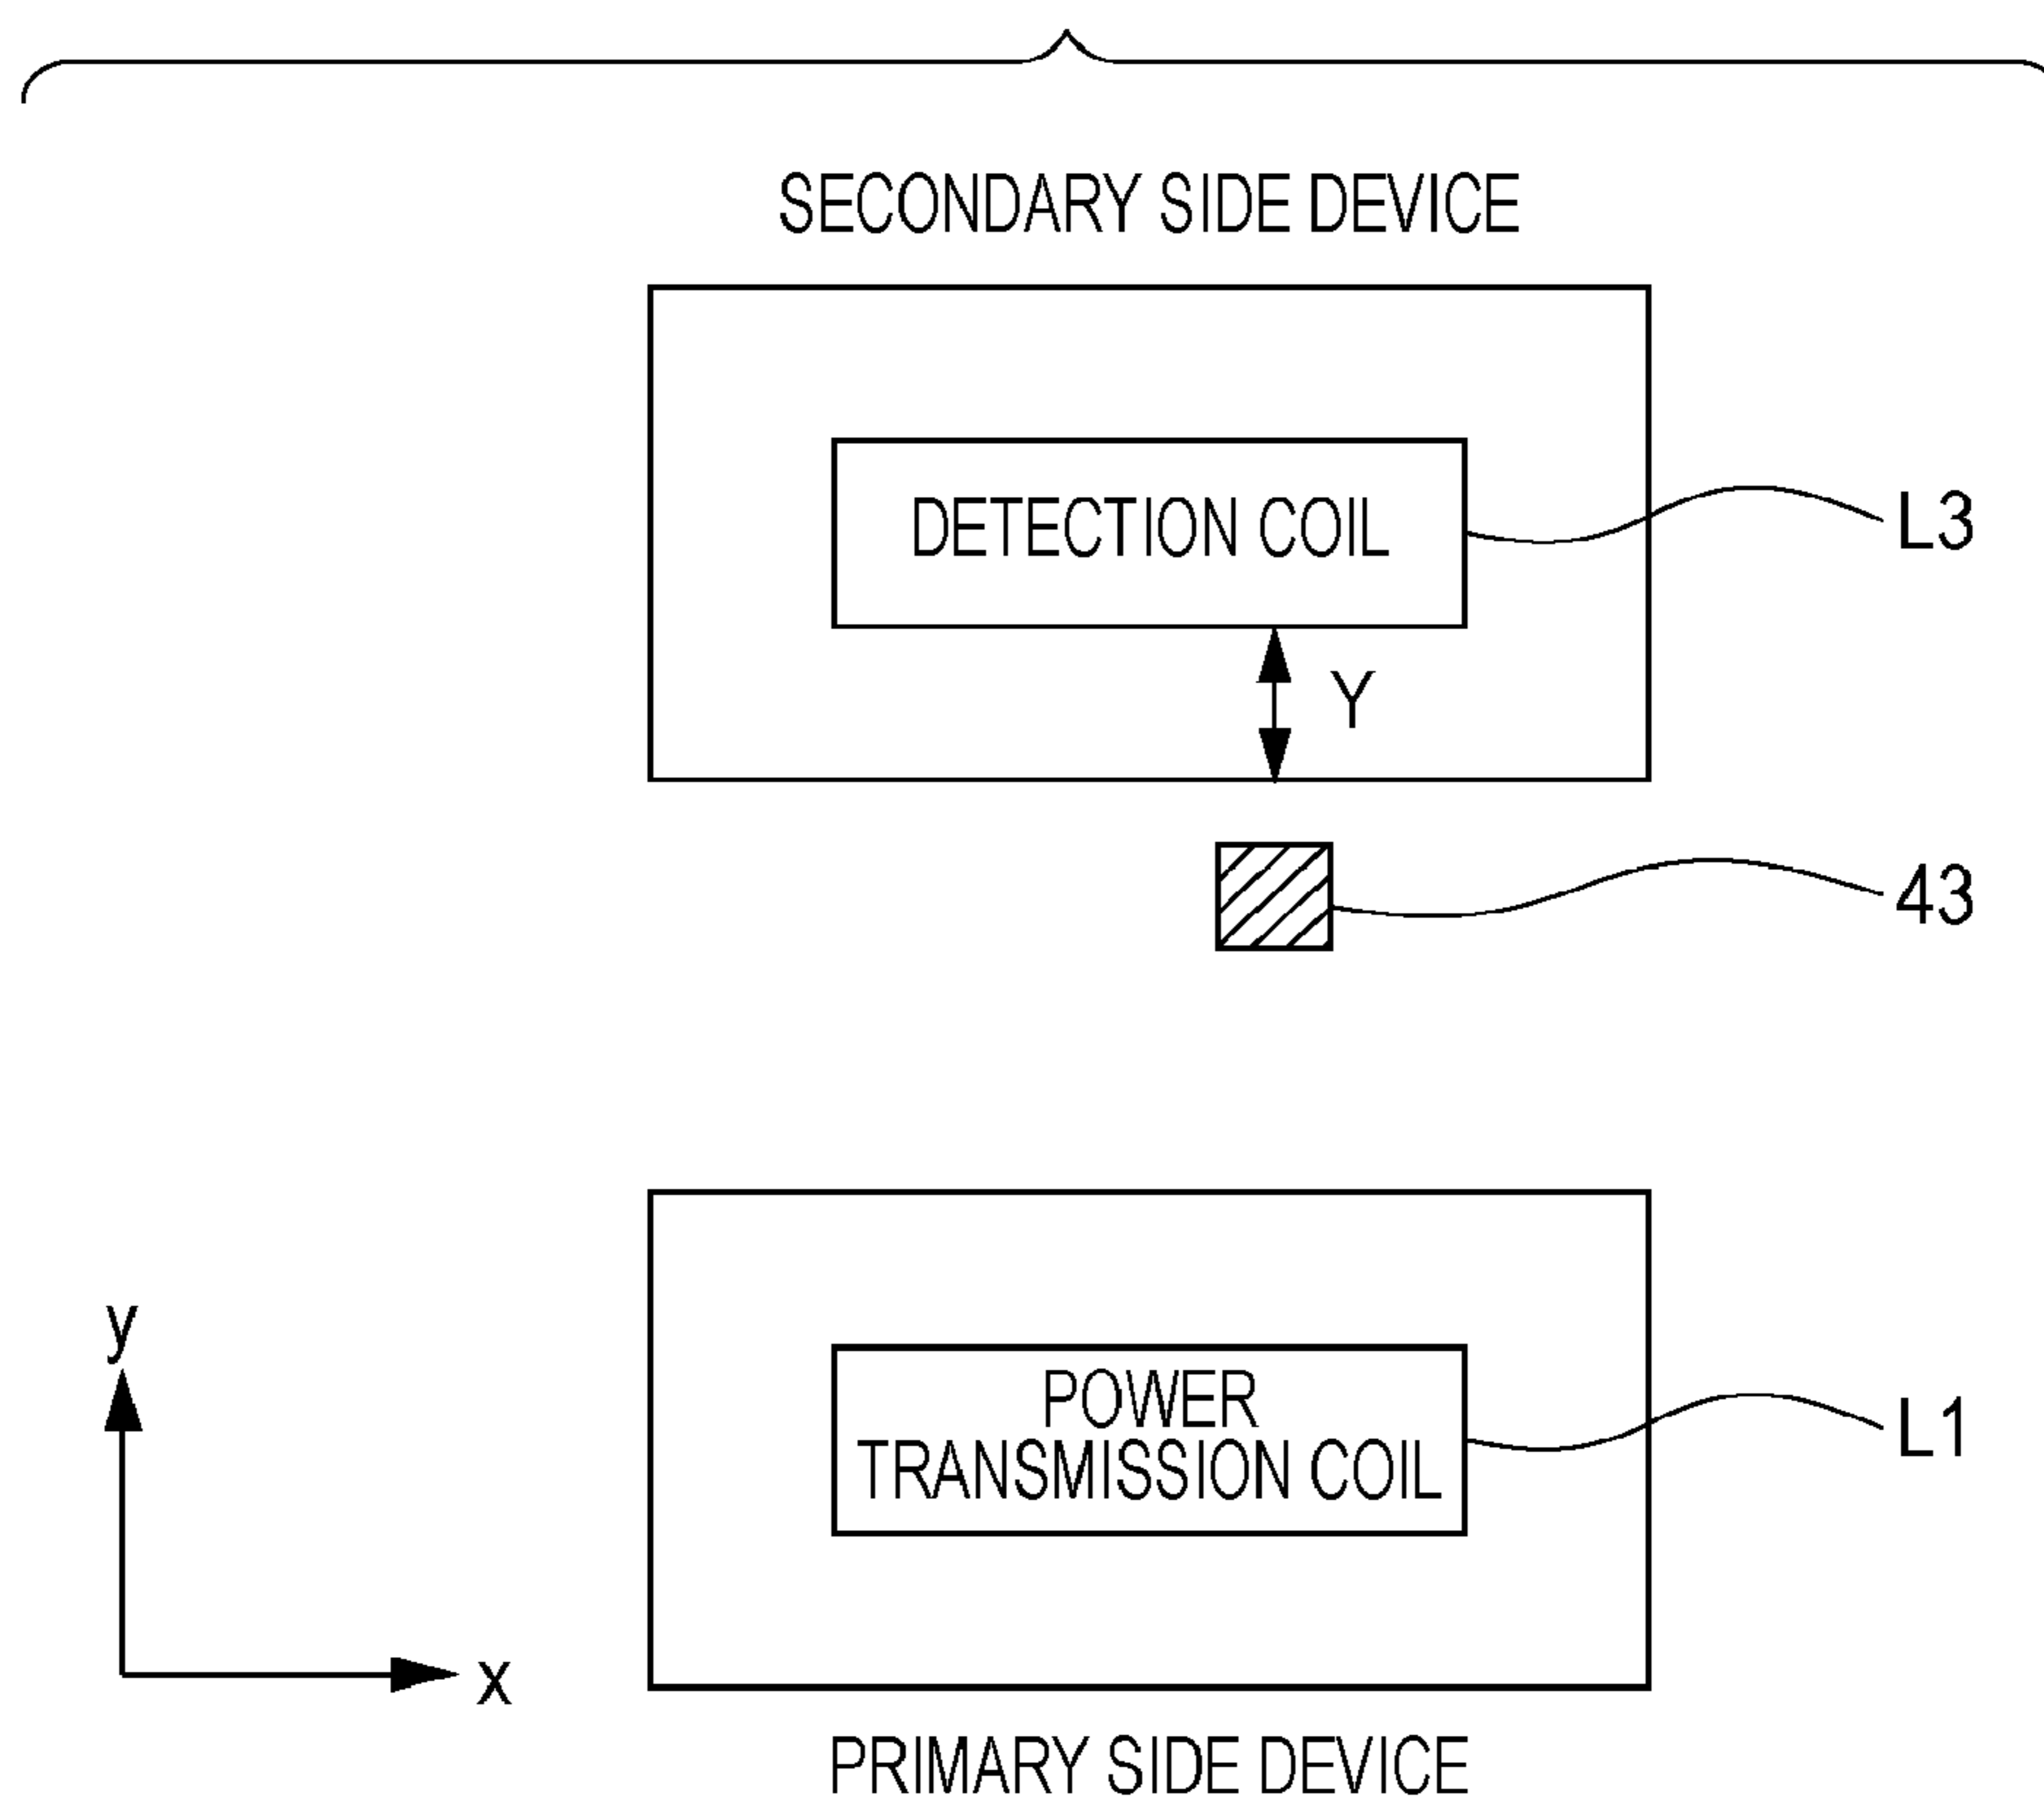 SECONDARY SIDE DEVICE
DETECTION COIL
L3
Y
43
y
POWER
TRANSMISSION COIL
L1
x
PRIMARY SIDE DEVICE